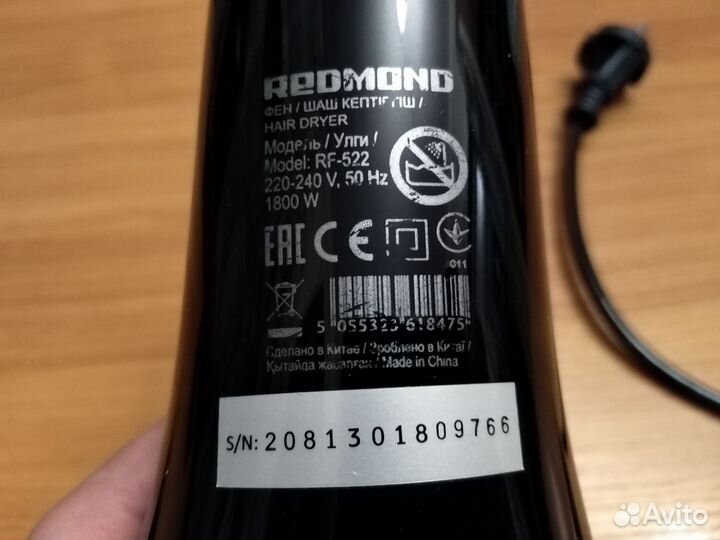 REDMOND
ФЕН / ШАШ КЕПТІРГІШ /
HAIR DRYER
Модель / Улги /
Model: RF-522
220-240 V, 50 Hz
1800 W
EAC CE
011
5 055323 618475
Сделано в Китае / Зроблено в Китаї /
Қытайда жасалған / Made in China
S/N: 2081301809766
Avito